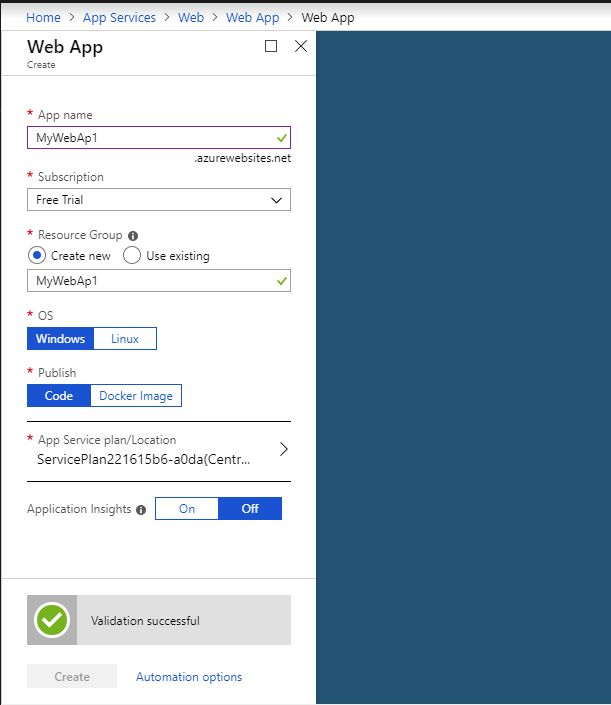 Home > App Services > Web > Web App > Web App
Web App
Create
* App name
MyWebAp1
.azurewebsites.net
* Subscription
Free Trial
* Resource Group
Create new Use existing
MyWebAp1
* OS
Windows Linux
* Publish
Code Docker Image
* App Service plan/Location
ServicePlan221615b6-a0da(Centr...
Application Insights On Off
Validation successful
Create Automation options